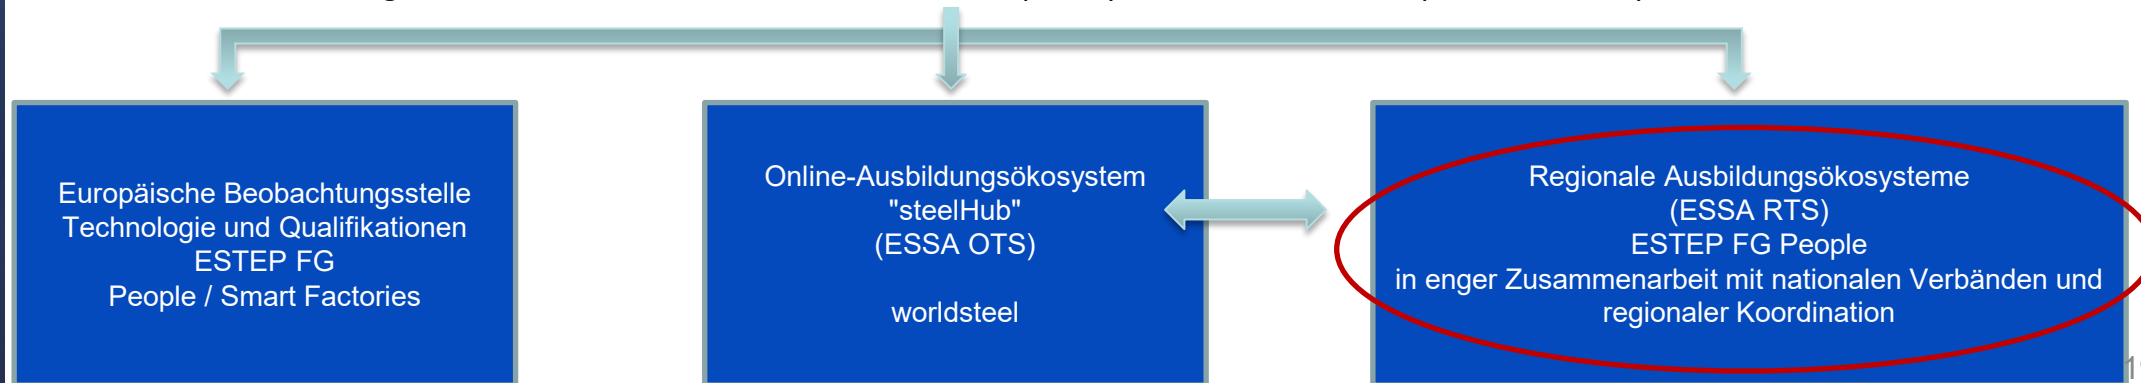 Europäische Beobachtungsstelle
Technologie und Qualifikationen
ESTEP FG
People / Smart Factories
Online-Ausbildungsökosystem
"steelHub"
(ESSA OTS)
worldsteel
Regionale Ausbildungsökosysteme
(ESSA RTS)
ESTEP FG People
in enger Zusammenarbeit mit nationalen Verbänden und
regionaler Koordination